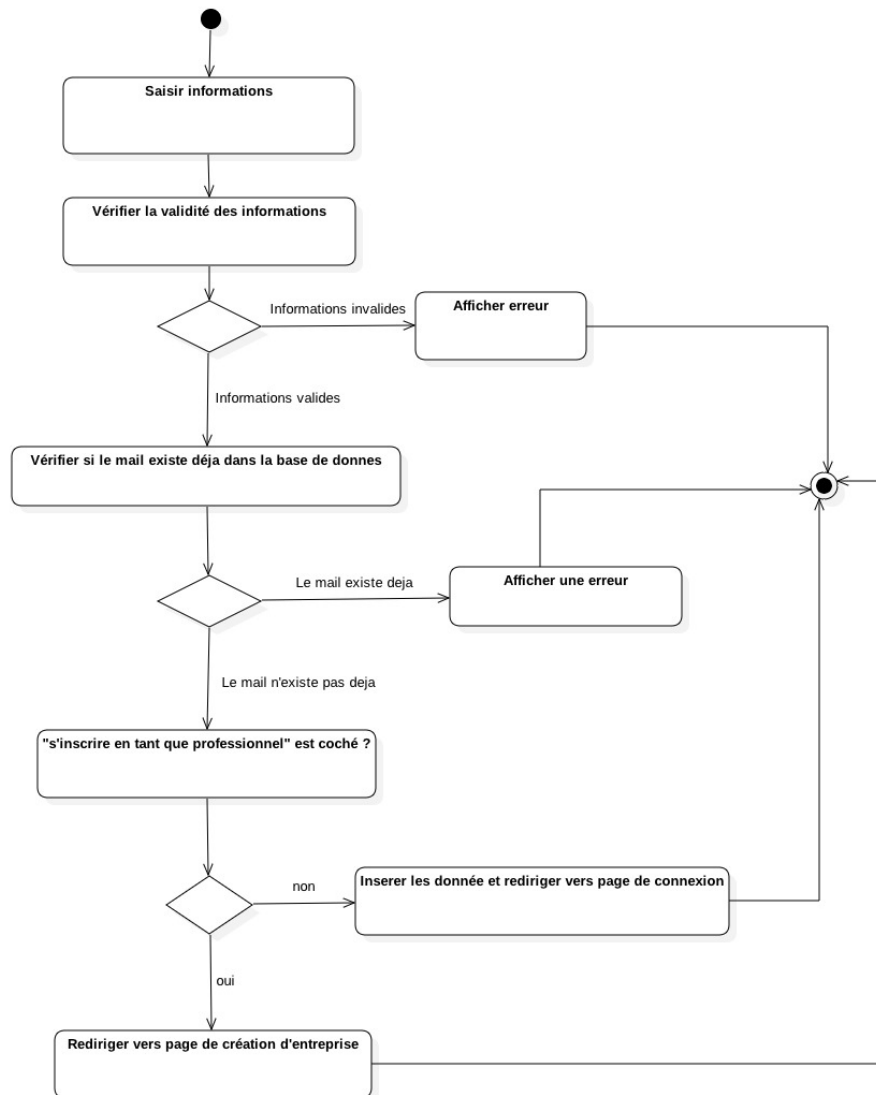 Saisir informations
Vérifier la validité des informations
Informations invalides
Afficher erreur
Informations valides
Vérifier si le mail existe déja dans la base de donnes
Le mail existe deja
Afficher une erreur
Le mail n'existe pas deja
"s'inscrire en tant que professionnel" est coché ?
non
Inserer les donnée et rediriger vers page de connexion
oui
Rediriger vers page de création d'entreprise